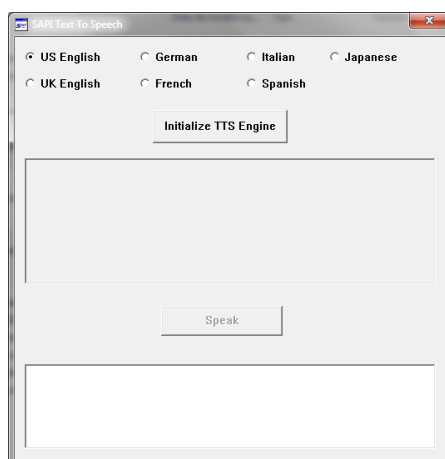 SAPI Text To Speech
US English German Italian Japanese
UK English French Spanish
Initialize TTS Engine
Speak